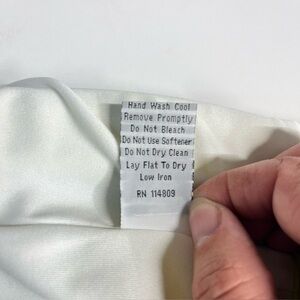 Hand Wash Cool
Remove Promptly
Do Not Bleach
Do Not Use Softener
Do Not Dry Clean
Lay Flat To Dry
Low Iron
RN 114809